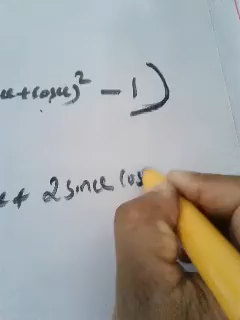 x+cosx)² - 1)
+ 2sinx cos